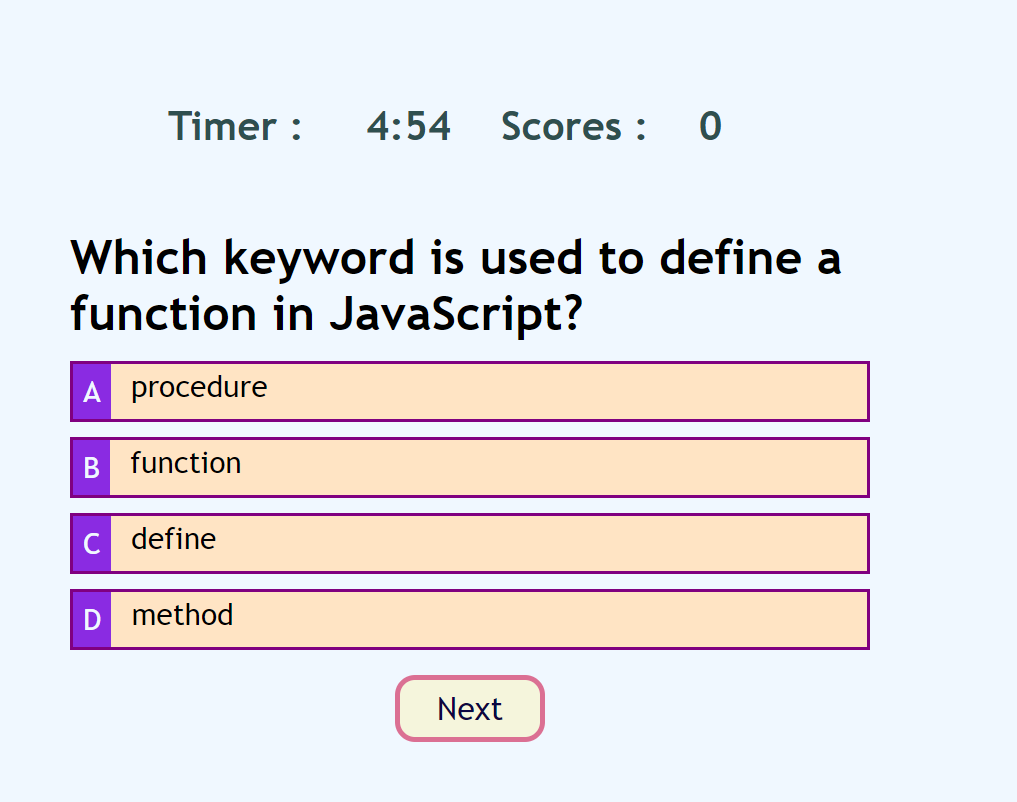 Timer : 4:54 Scores : 0
Which keyword is used to define a
function in JavaScript?
A procedure
B function
C define
D method
Next